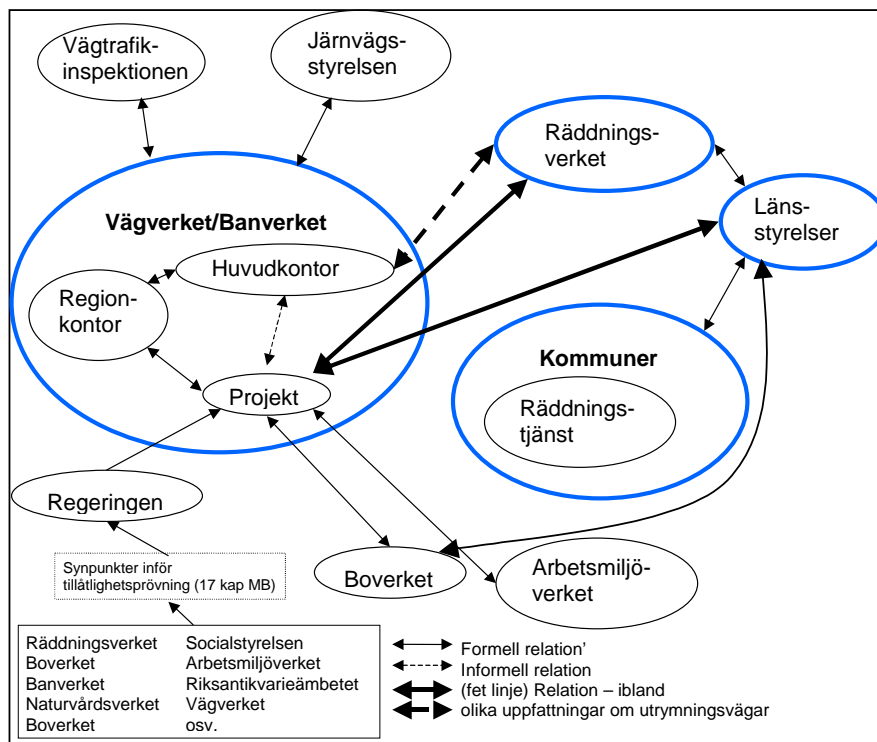 Vägtrafik-
inspektionen
Järnvägs-
styrelsen
Räddnings-
verket
Läns-
styrelser
Vägverket/Banverket
Huvudkontor
Region-
kontor
Projekt
Kommuner
Räddnings-
tjänst
Regeringen
Synpunkter inför
tillåtlighetsprövning (17 kap MB)
Boverket
Arbetsmiljö-
verket
Räddningsverket Socialstyrelsen
Boverket Arbetsmiljöverket
Banverket Riksantikvarieämbetet
Naturvårdsverket Vägverket
Boverket osv.
Formell relation’
Informell relation
(fet linje) Relation – ibland
olika uppfattningar om utrymningsvägar